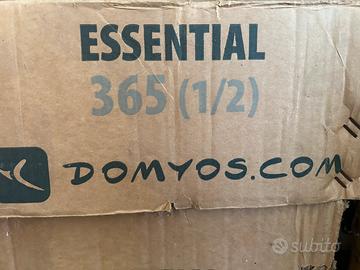 ESSENTIAL
365 (1/2)
DOMYOS.COM
subito